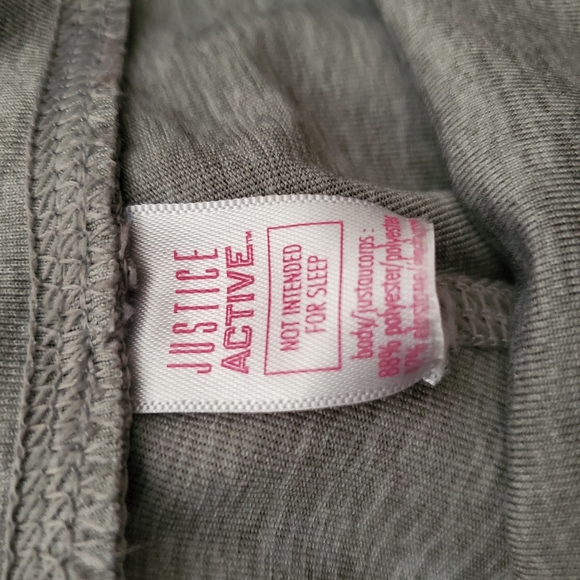 JUSTICE
ACTIVE™
NOT INTENDED
FOR SLEEP
body/justaucorps :
88% polyester/polyester